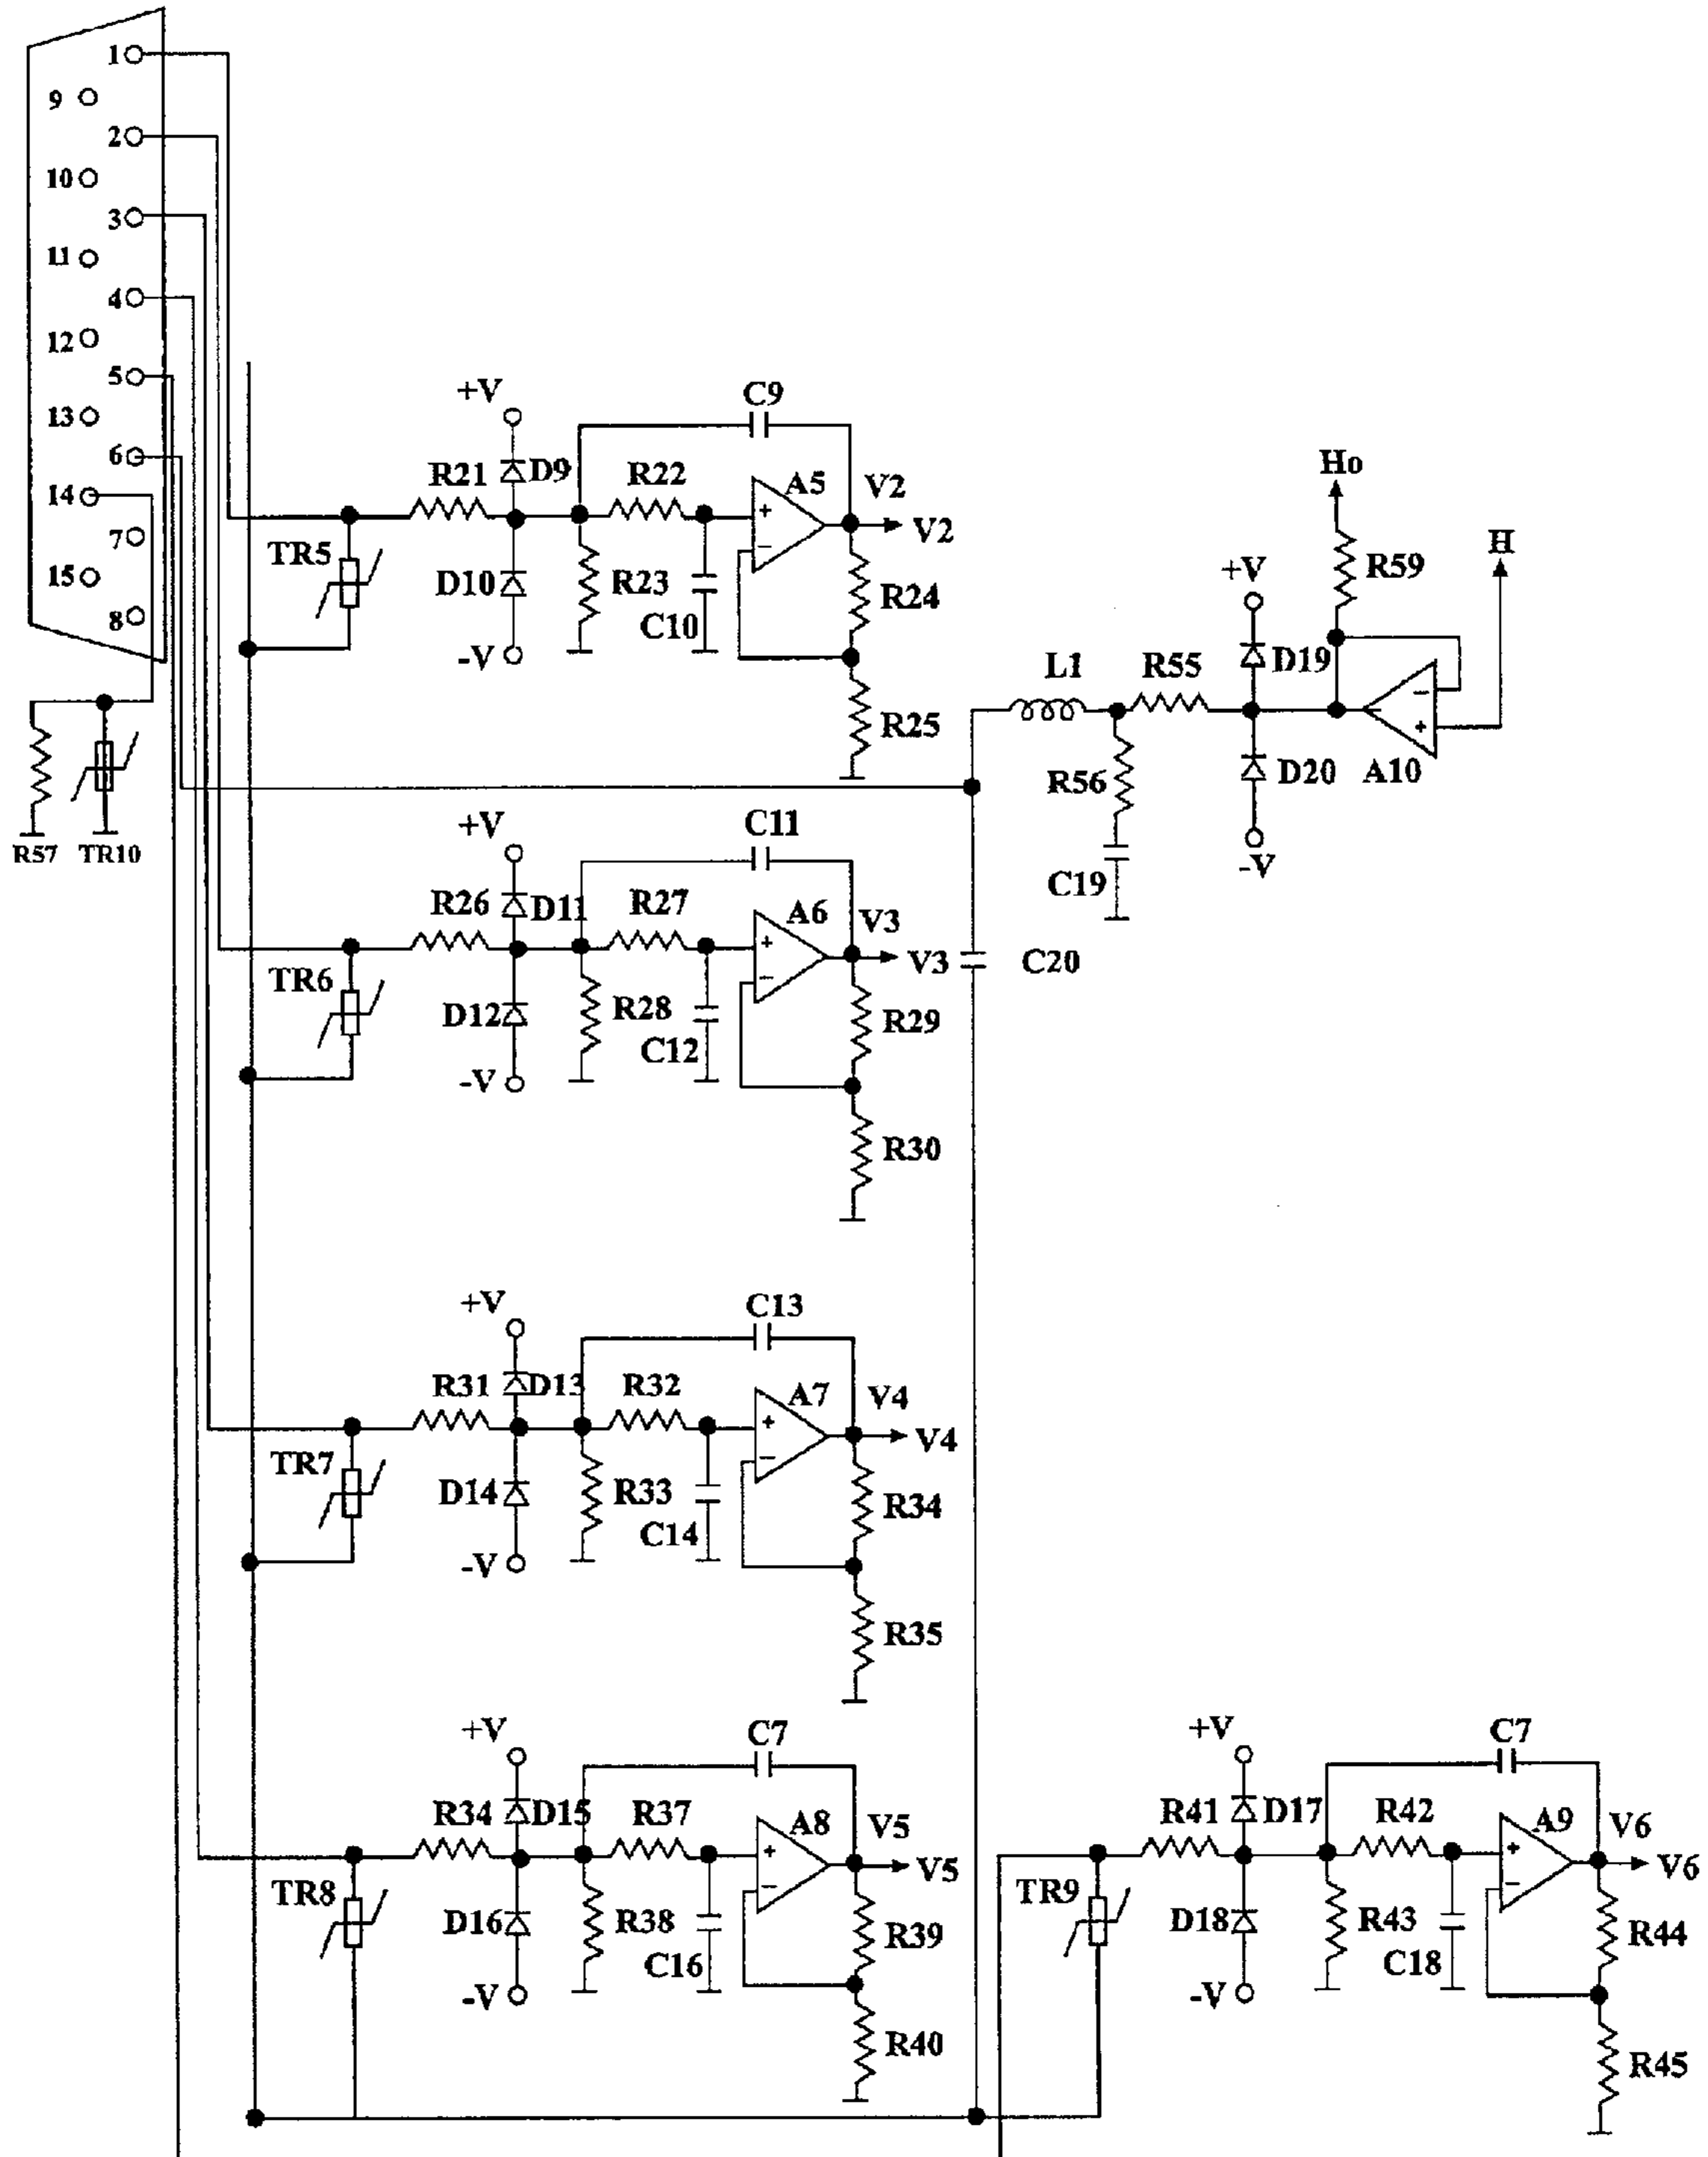 1
9
2
10
3
11
4
12
5
13
6
14
7
15
8
R57 TR10
+V
C9
R21 D9 R22 A5 V2
+ V2
TR5 −
D10 R23 R24
C10
-V
R25
Ho
H
+V R59
L1 R55 D19
−
+
R56 D20 A10
-V
C19
C20
+V
C11
R26 D11 R27 A6 V3
+ V3
TR6 −
D12 R28 R29
C12
-V
R30
+V
C13
R31 D13 R32 A7 V4
+ V4
TR7 −
D14 R33 R34
C14
-V
R35
+V
C7
R34 D15 R37 A8 V5
+ V5
TR8 −
D16 R38 R39
C16
-V
R40
+V
C7
R41 D17 R42 A9 V6
+ V6
TR9 −
D18 R43 R44
C18
-V
R45